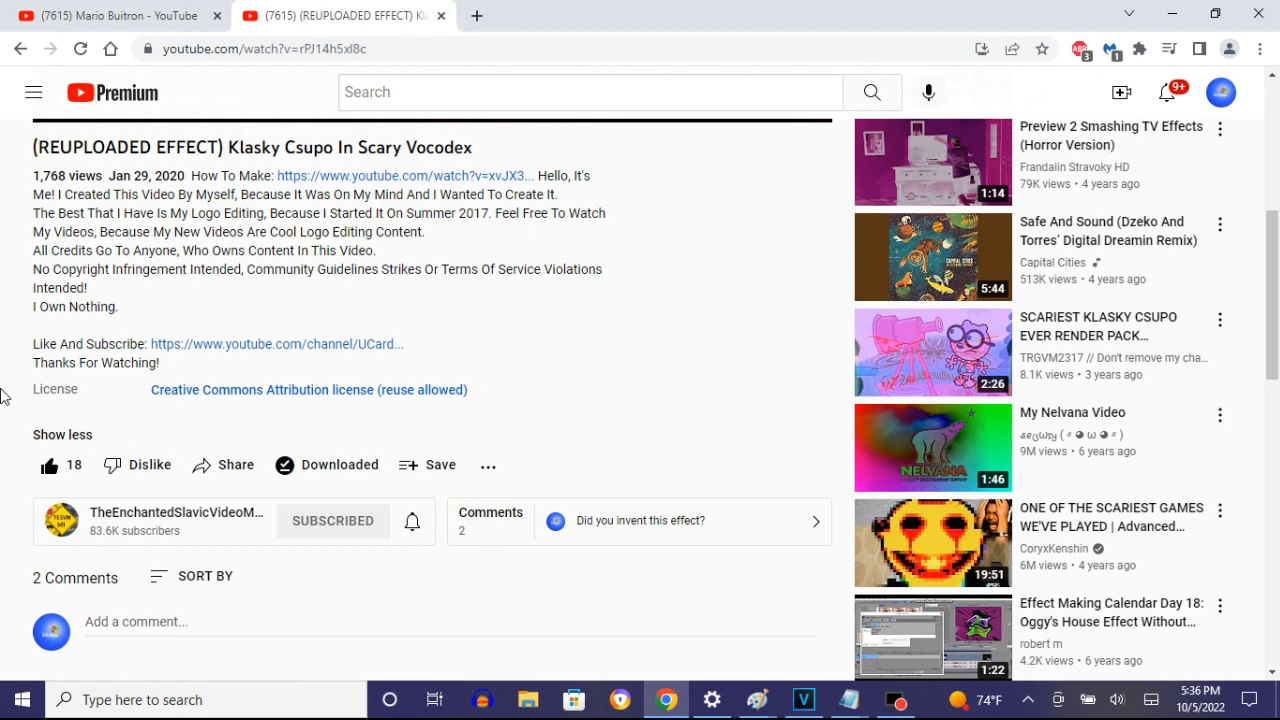 (7615) Mario Buitron - YouTube
(7615) (REUPLOADED EFFECT) Kla
youtube.com/watch?v=rPJ14h5xl8c
3
1
Premium
Search
9+
(REUPLOADED EFFECT) Klasky Csupo In Scary Vocodex
1,768 views Jan 29, 2020 How To Make: https://www.youtube.com/watch?v=xvJX3... Hello, It's
Me! I Created This Video By Myself, Because It Was On My Mind And I Wanted To Create It.
The Best That I Have Is My Logo Editing, Because I Started It On Summer 2017. Feel Free To Watch
My Videos, Because My New Videos Are Cool Logo Editing Content.
All Credits Go To Anyone, Who Owns Content In This Video.
No Copyright Infringement Intended, Community Guidelines Strikes Or Terms Of Service Violations
Intended!
I Own Nothing.
Like And Subscribe: https://www.youtube.com/channel/UCard...
Thanks For Watching!
License Creative Commons Attribution license (reuse allowed)
Show less
18 Dislike Share Downloaded Save
TheEnchantedSlavicVideoM...
83.6K subscribers
SUBSCRIBED
Comments
2
Did you invent this effect?
2 Comments SORT BY
Add a comment...
Preview 2 Smashing TV Effects
(Horror Version)
Frandalin Stravoky HD
79K views • 4 years ago
1:14
Safe And Sound (Dzeko And
Torres' Digital Dreamin Remix)
Capital Cities
513K views • 4 years ago
CAPITAL CITIES
5:44
SCARIEST KLASKY CSUPO
EVER RENDER PACK...
TRGVM2317 // Don't remove my cha...
8.1K views • 3 years ago
2:26
My Nelvana Video
9M views • 6 years ago
NELVANA
1:46
ONE OF THE SCARIEST GAMES
WE'VE PLAYED | Advanced...
CoryxKenshin
6M views • 4 years ago
19:51
Effect Making Calendar Day 18:
Oggy's House Effect Without...
robert m
4.2K views • 6 years ago
1:22
Type here to search
74°F
5:36 PM
10/5/2022